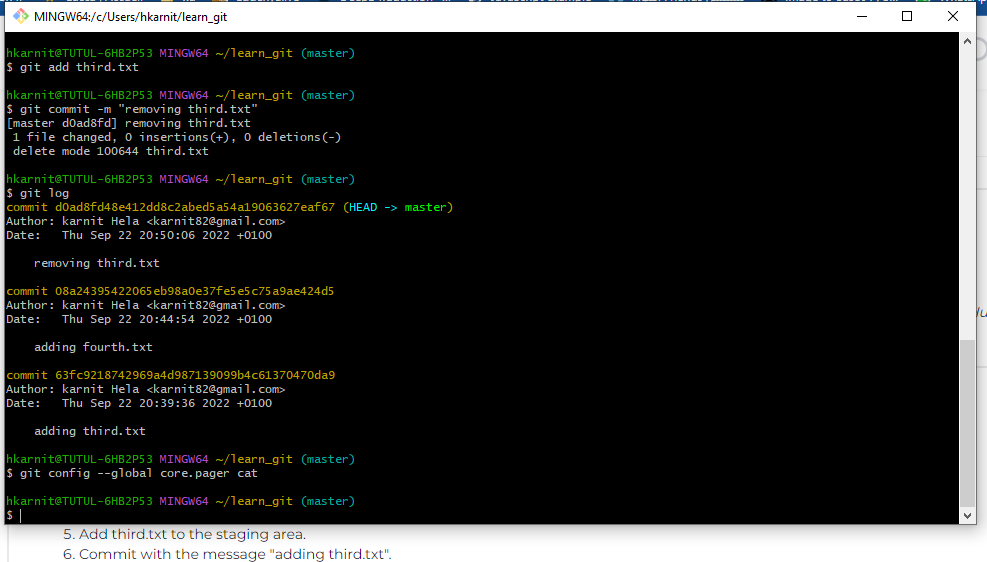 MINGW64:/c/Users/hkarnit/learn_git
hkarnit@TUTUL-6HB2P53 MINGW64 ~/learn_git (master)
$ git add third.txt
hkarnit@TUTUL-6HB2P53 MINGW64 ~/learn_git (master)
$ git commit -m "removing third.txt"
[master d0ad8fd] removing third.txt
1 file changed, 0 insertions(+), 0 deletions(-)
delete mode 100644 third.txt
hkarnit@TUTUL-6HB2P53 MINGW64 ~/learn_git (master)
$ git log
commit d0ad8fd48e412dd8c2abed5a54a19063627eaf67 (HEAD -> master)
Author: karnit Hela <karnit82@gmail.com>
Date:   Thu Sep 22 20:50:06 2022 +0100
removing third.txt
commit 08a24395422065eb98a0e37fe5e5c75a9ae424d5
Author: karnit Hela <karnit82@gmail.com>
Date:   Thu Sep 22 20:44:54 2022 +0100
adding fourth.txt
commit 63fc9218742969a4d987139099b4c61370470da9
Author: karnit Hela <karnit82@gmail.com>
Date:   Thu Sep 22 20:39:36 2022 +0100
adding third.txt
hkarnit@TUTUL-6HB2P53 MINGW64 ~/learn_git (master)
$ git config --global core.pager cat
hkarnit@TUTUL-6HB2P53 MINGW64 ~/learn_git (master)
$
5. Add third.txt to the staging area.
6. Commit with the message "adding third.txt".